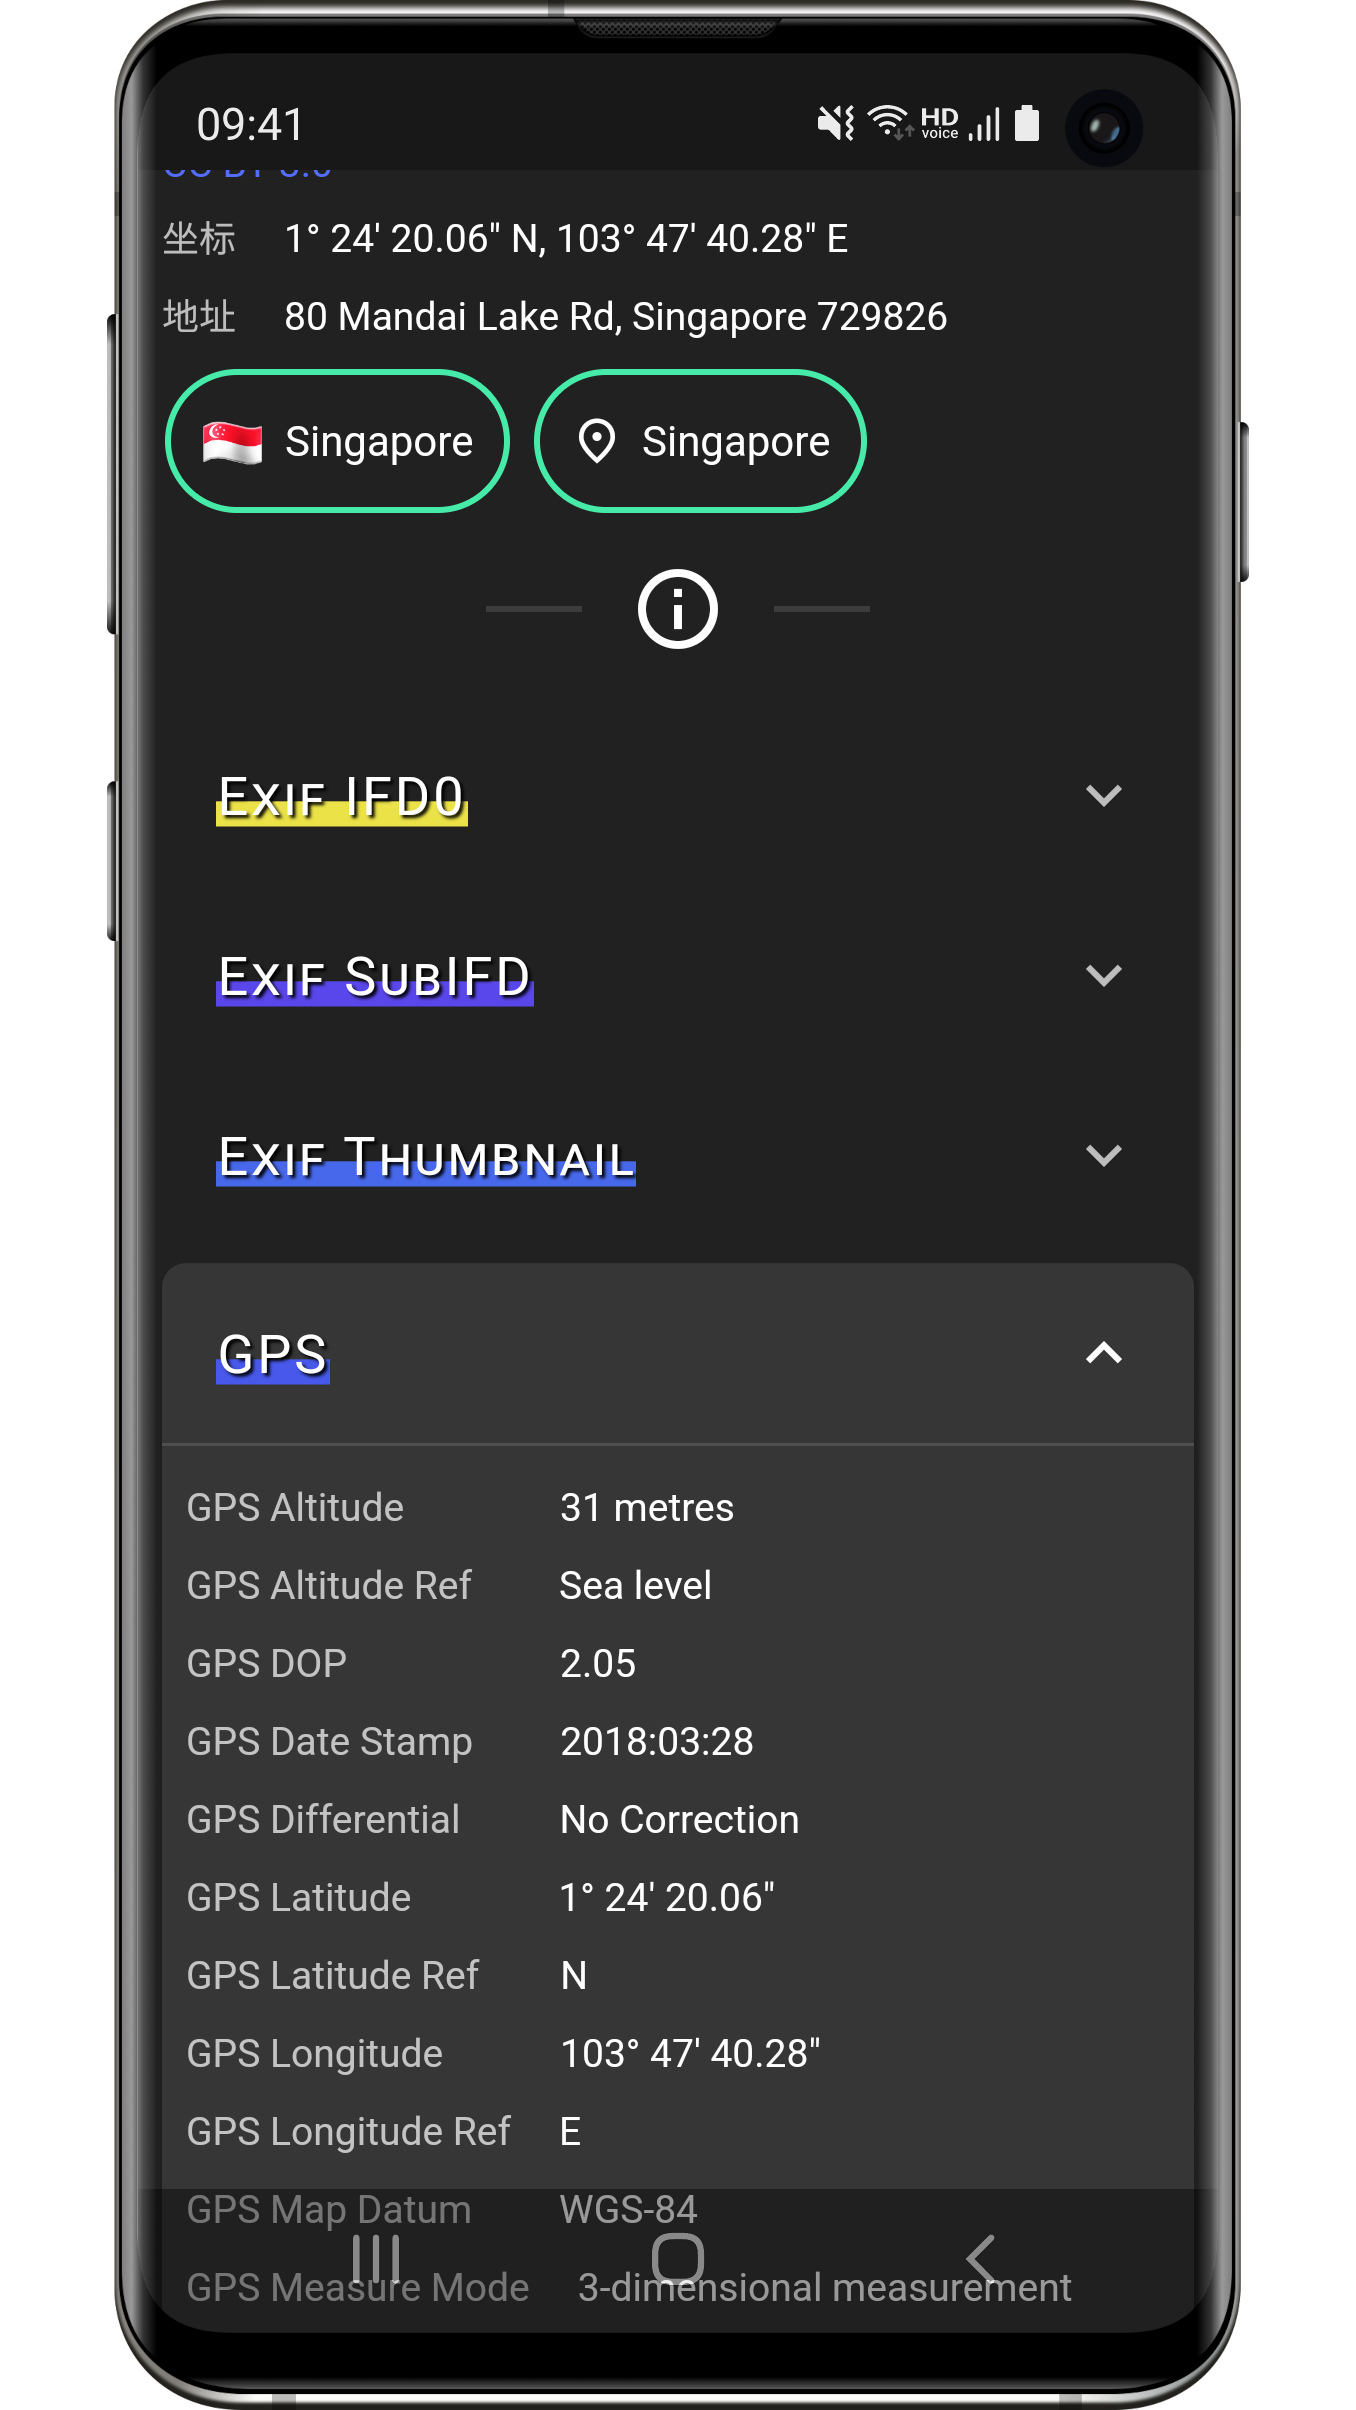 09:41 HD voice
坐标 1° 24' 20.06" N, 103° 47' 40.28" E
地址 80 Mandai Lake Rd, Singapore 729826
Singapore Singapore
Exif IFD0
Exif SubIFD
Exif Thumbnail
GPS
GPS Altitude 31 metres
GPS Altitude Ref Sea level
GPS DOP 2.05
GPS Date Stamp 2018:03:28
GPS Differential No Correction
GPS Latitude 1° 24' 20.06"
GPS Latitude Ref N
GPS Longitude 103° 47' 40.28"
GPS Longitude Ref E
GPS Map Datum WGS-84
GPS Measure Mode 3-dimensional measurement